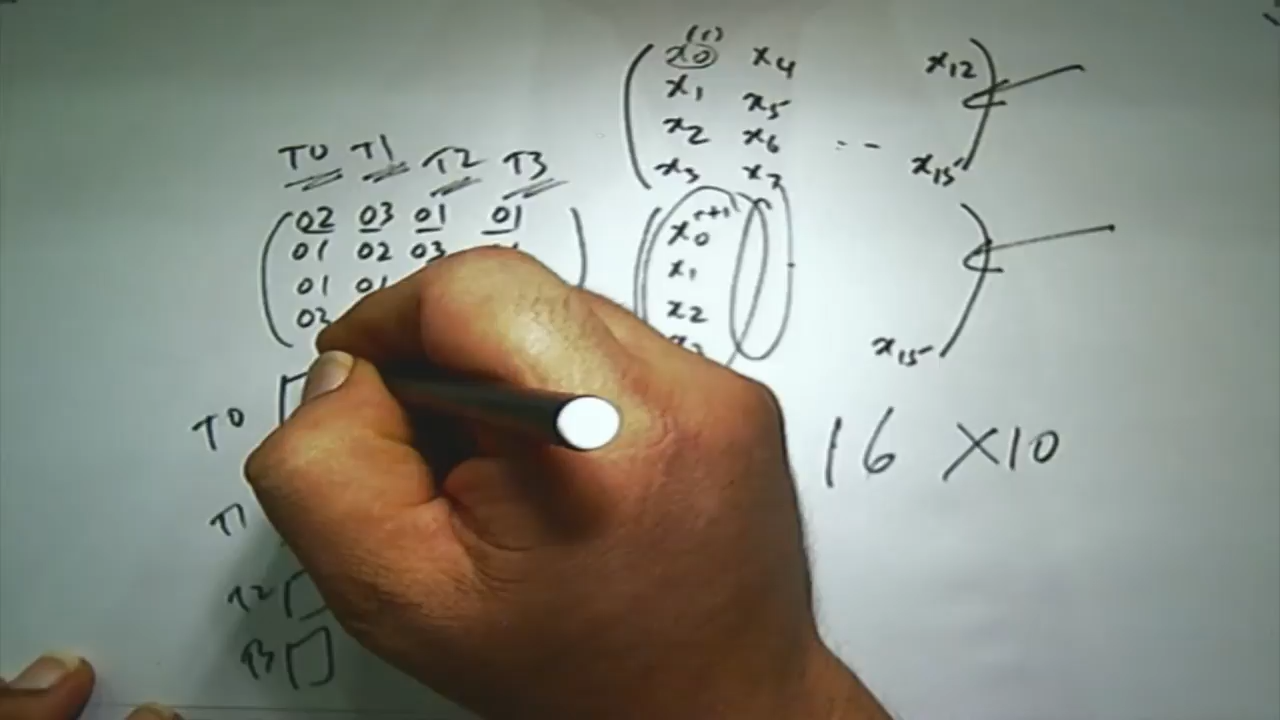 (1)
x0 x4 x12
x1 x5
x2 x6 --
x3 x7 x15
T0 T1 T2 T3
02 03 01 01
01 02 03
01 01
03
r+1
x0
x1
x2
x15
T0
16 X10
T1
T2
T3